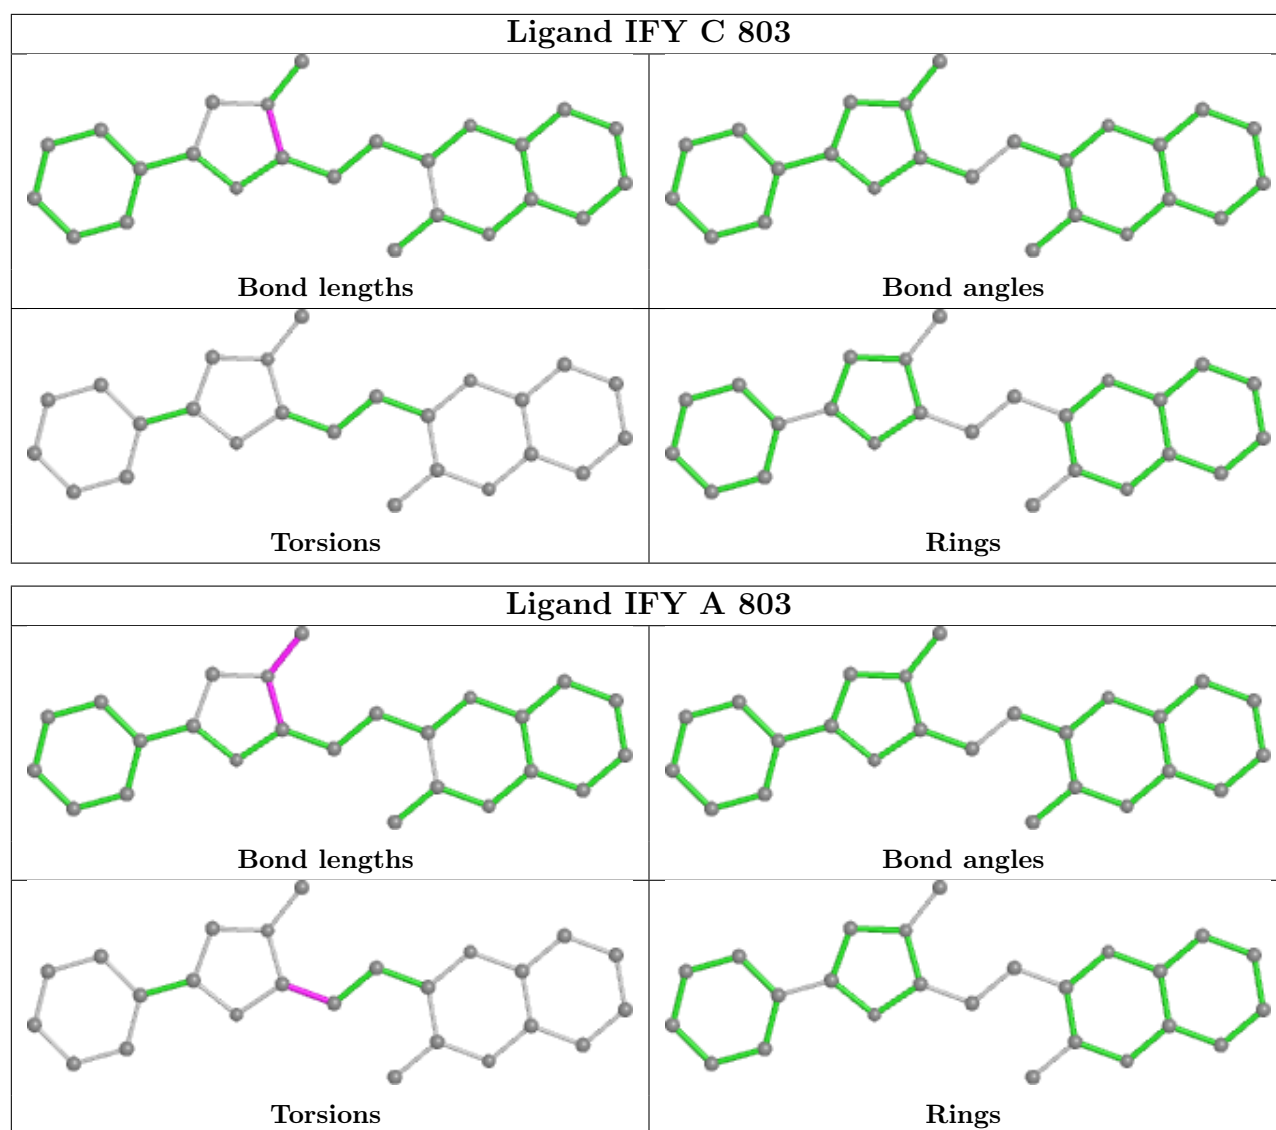 Ligand IFY C 803
Bond lengths
Bond angles
Torsions
Rings
Ligand IFY A 803
Bond lengths
Bond angles
Torsions
Rings